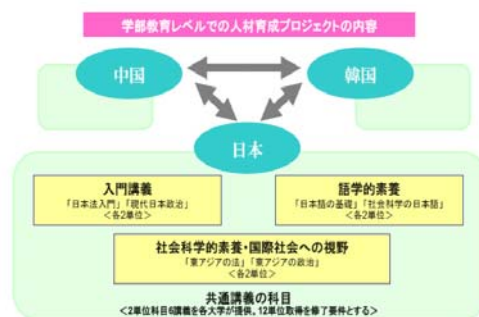 学部教育レベルでの人材育成プロジェクトの内容
中国
韓国
日本
入門講義
「日本法入門」「現代日本政治」
＜各2単位＞
語学的素養
「日本語の基礎」「社会科学の日本語」
＜各2単位＞
社会科学的素養・国際社会への視野
「東アジアの法」「東アジアの政治」
＜各2単位＞
共通講義の科目
＜2単位科目6講義を各大学が提供。12単位取得を修了要件とする＞